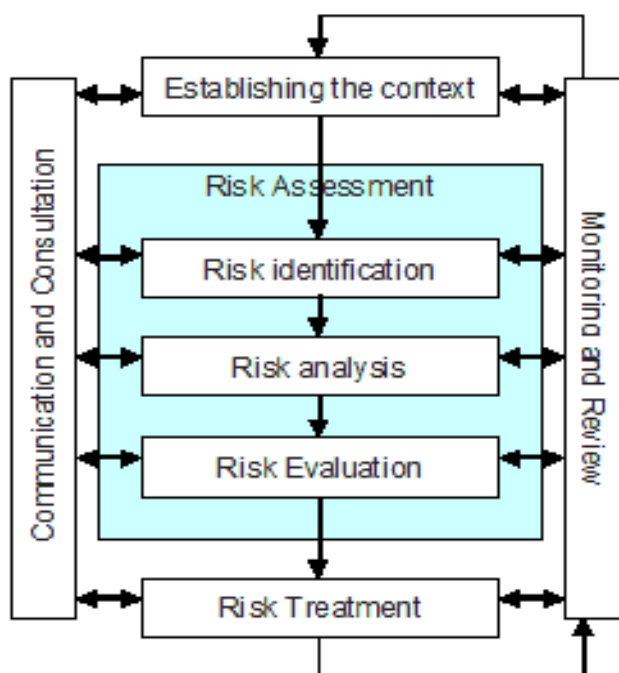 Establishing the context
Communication and Consultation
Monitoring and Review
Risk Assessment
Risk identification
Risk analysis
Risk Evaluation
Risk Treatment